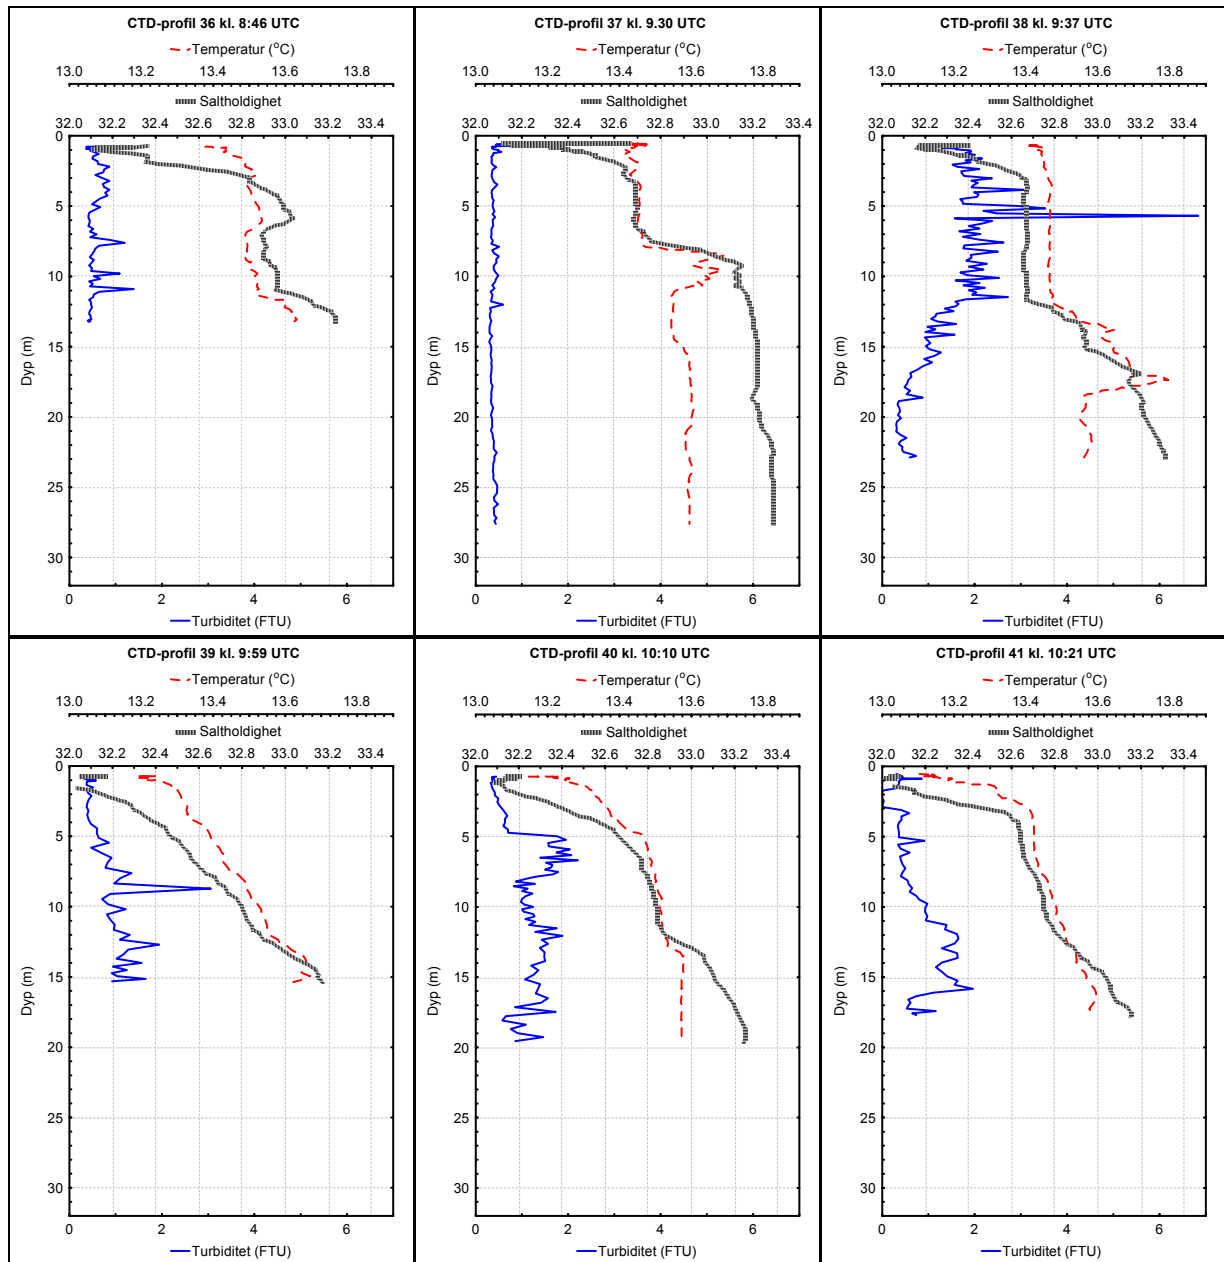 CTD-profil 36 kl. 8:46 UTC
Temperatur (°C)
13.0 13.2 13.4 13.6 13.8
Saltholdighet
32.0 32.2 32.4 32.6 32.8 33.0 33.2 33.4
0
5
10
15
20
25
30
Dyp (m)
0 2 4 6
Turbiditet (FTU)
CTD-profil 37 kl. 9.30 UTC
Temperatur (°C)
13.0 13.2 13.4 13.6 13.8
Saltholdighet
32.0 32.2 32.4 32.6 32.8 33.0 33.2 33.4
0
5
10
15
20
25
30
Dyp (m)
0 2 4 6
Turbiditet (FTU)
CTD-profil 38 kl. 9:37 UTC
Temperatur (°C)
13.0 13.2 13.4 13.6 13.8
Saltholdighet
32.0 32.2 32.4 32.6 32.8 33.0 33.2 33.4
0
5
10
15
20
25
30
Dyp (m)
0 2 4 6
Turbiditet (FTU)
CTD-profil 39 kl. 9:59 UTC
Temperatur (°C)
13.0 13.2 13.4 13.6 13.8
Saltholdighet
32.0 32.2 32.4 32.6 32.8 33.0 33.2 33.4
0
5
10
15
20
25
30
Dyp (m)
0 2 4 6
Turbiditet (FTU)
CTD-profil 40 kl. 10:10 UTC
Temperatur (°C)
13.0 13.2 13.4 13.6 13.8
Saltholdighet
32.0 32.2 32.4 32.6 32.8 33.0 33.2 33.4
0
5
10
15
20
25
30
Dyp (m)
0 2 4 6
Turbiditet (FTU)
CTD-profil 41 kl. 10:21 UTC
Temperatur (°C)
13.0 13.2 13.4 13.6 13.8
Saltholdighet
32.0 32.2 32.4 32.6 32.8 33.0 33.2 33.4
0
5
10
15
20
25
30
Dyp (m)
0 2 4 6
Turbiditet (FTU)